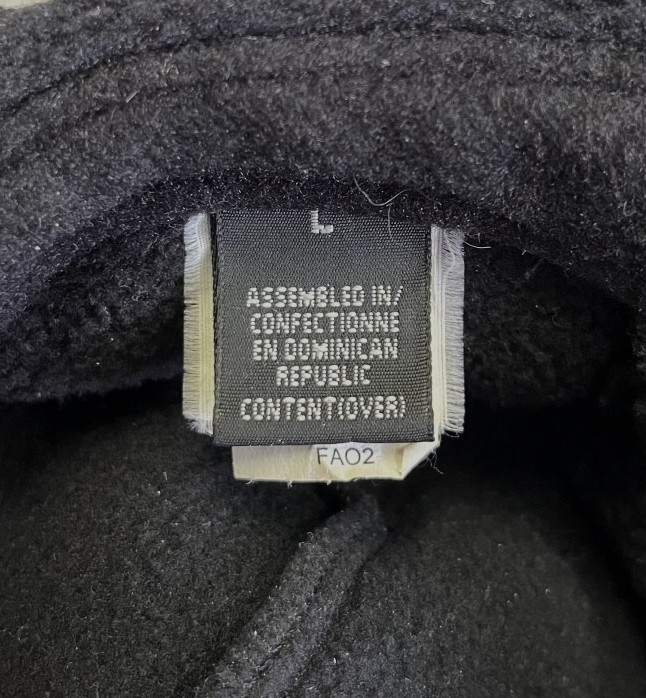 L
ASSEMBLED IN/
CONFECTIONNE
EN DOMINICAN
REPUBLIC
CONTENT(OVER)
FA02